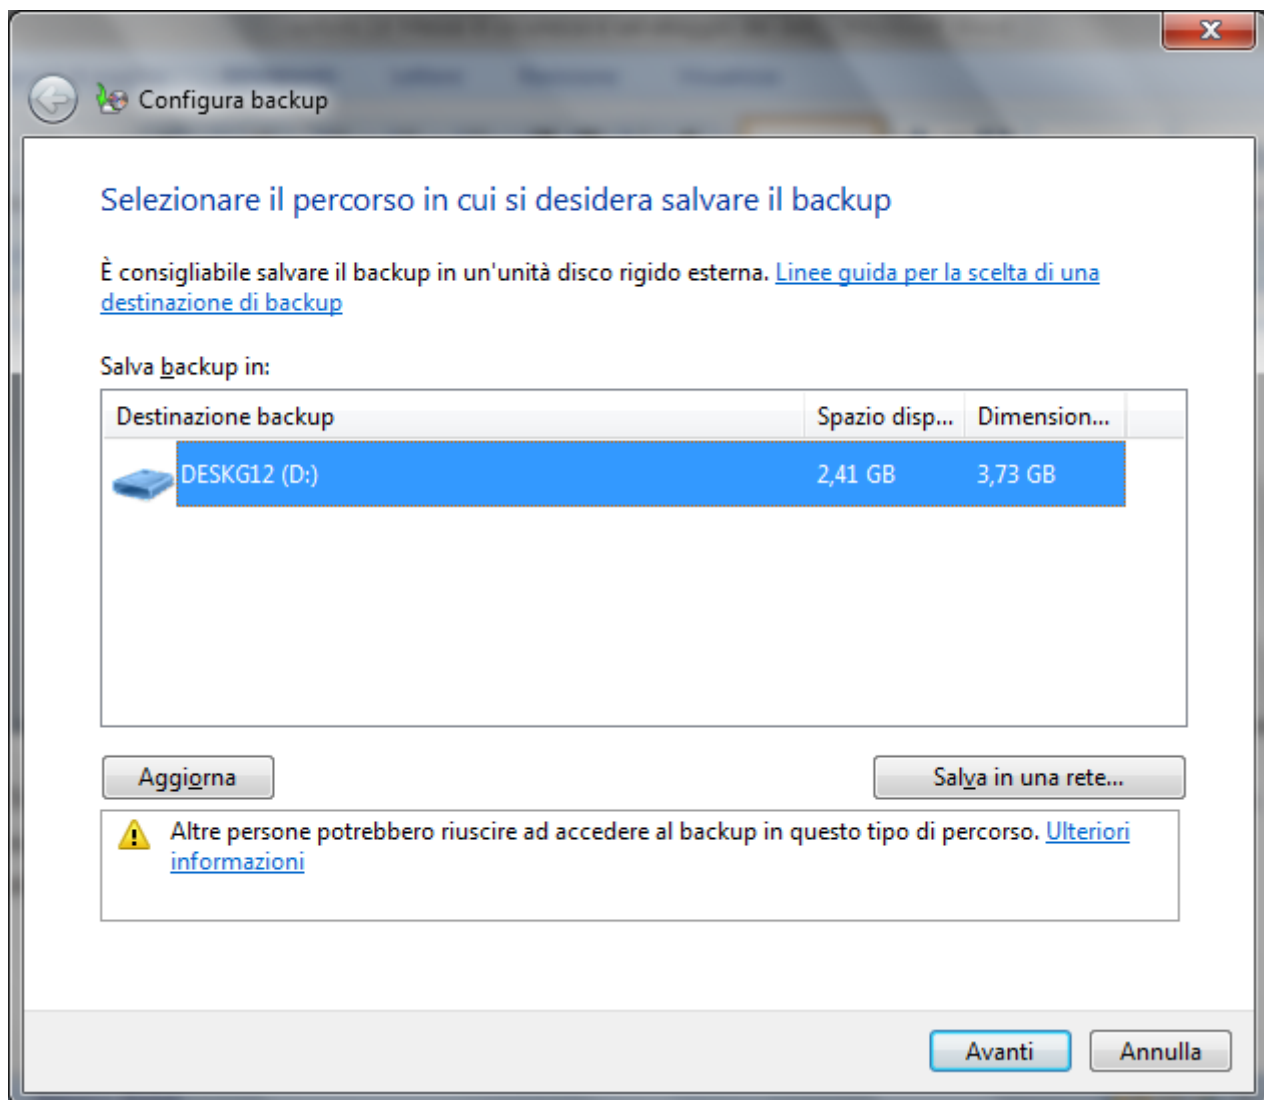 Configura backup
Selezionare il percorso in cui si desidera salvare il backup
È consigliabile salvare il backup in un'unità disco rigido esterna. Linee guida per la scelta di una
destinazione di backup
Salva backup in:
Destinazione backup Spazio disp... Dimension...
DESKG12 (D:) 2,41 GB 3,73 GB
Aggiorna Salva in una rete...
Altre persone potrebbero riuscire ad accedere al backup in questo tipo di percorso. Ulteriori
informazioni
Avanti Annulla